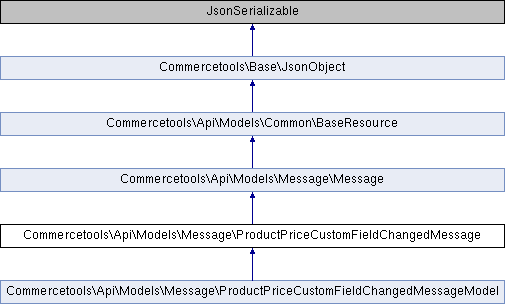 JsonSerializable
Commercetools\Base\JsonObject
Commercetools\Api\Models\Common\BaseResource
Commercetools\Api\Models\Message\Message
Commercetools\Api\Models\Message\ProductPriceCustomFieldChangedMessage
Commercetools\Api\Models\Message\ProductPriceCustomFieldChangedMessageModel